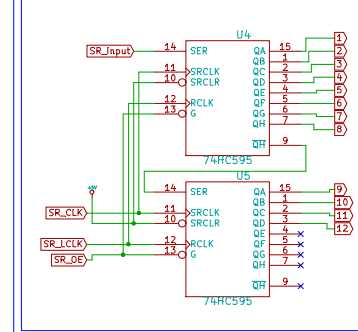 U4
SR_input
14 SER QA 15 1
QB 1 2
11 SRCLK QC 2 3
10 SRCLR QD 3 4
QE 4 5
12 RCLK QF 5 6
13 G QG 6 7
QH 7 8
QH 9
74HC595
U5
14 SER QA 15 9
+5V
QB 1 10
SR_CLK 11 SRCLK QC 2 11
10 SRCLR QD 3 12
QE 4
SR_LCLK 12 RCLK QF 5
SR_OE 13 G QG 6
QH 7
QH 9
74HC595